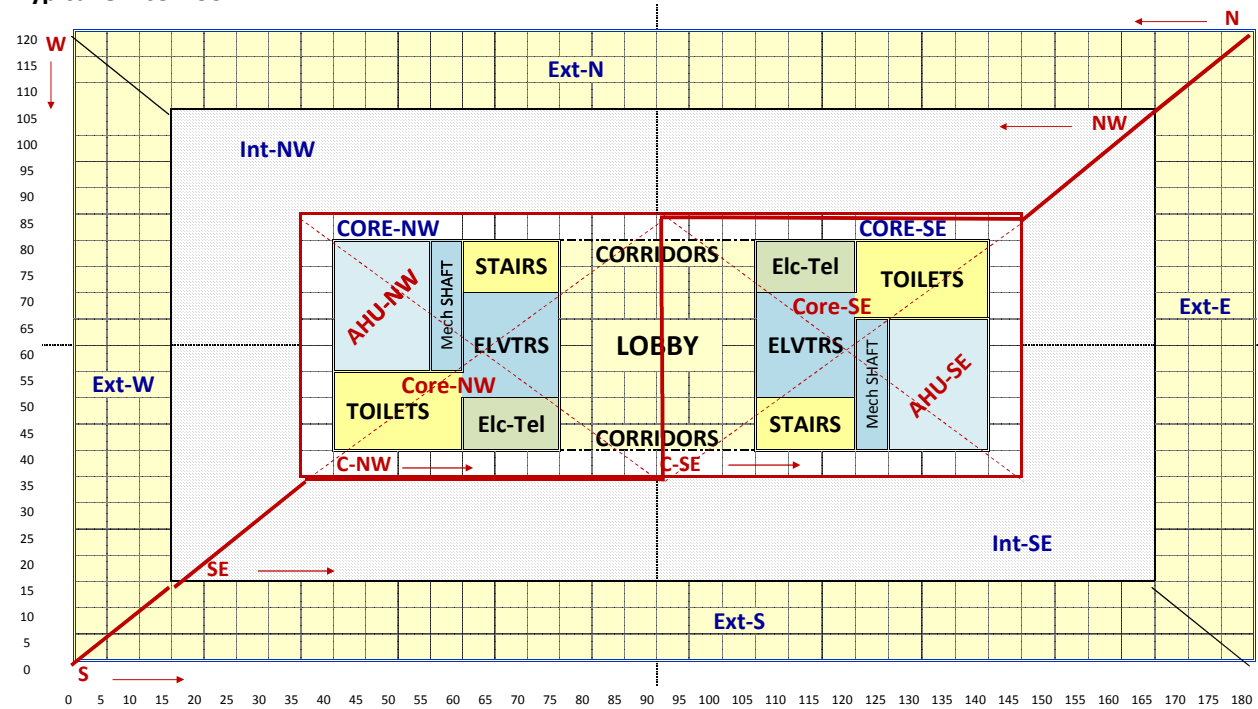 N
120
W
115
Ext-N
110
105
NW
100
Int-NW
95
90
85
CORE-NW
CORE-SE
80
CORRIDORS
STAIRS
Elc-Tel
TOILETS
75
AHU-NW
Mech SHAFT
70
Core-SE
Ext-E
65
ELVTRS
LOBBY
ELVTRS
60
Mech SHAFT
AHU-SE
55
Ext-W
Core-NW
50
TOILETS
Elc-Tel
STAIRS
45
CORRIDORS
40
C-NW
C-SE
35
30
25
Int-SE
20
SE
15
10
Ext-S
5
0
S
0 5 10 15 20 25 30 35 40 45 50 55 60 65 70 75 80 85 90 95 100 105 110 115 120 125 130 135 140 145 150 155 160 165 170 175 180